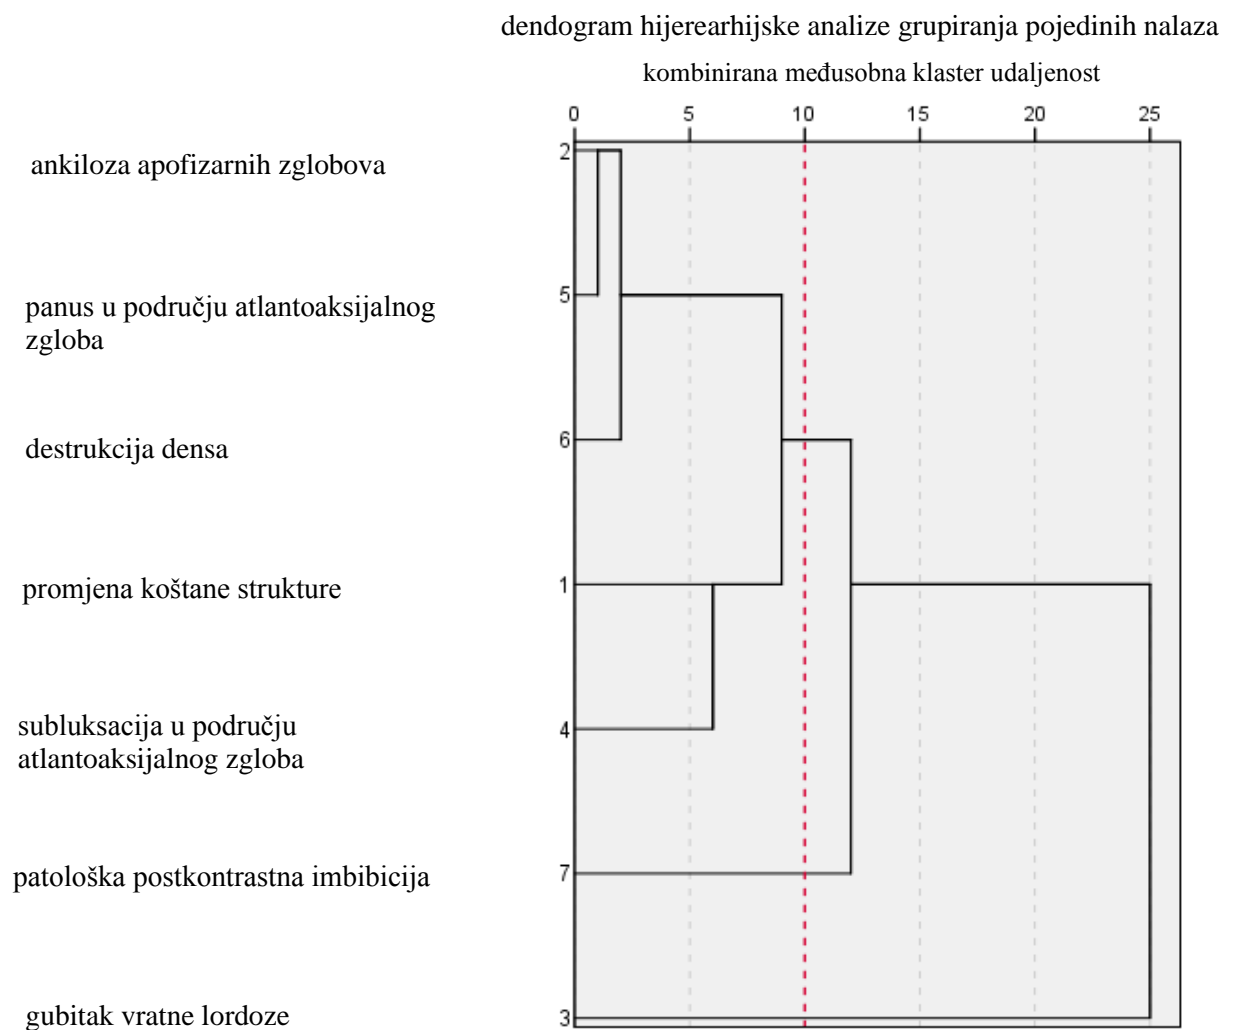 dendogram hijerearhijske analize grupiranja pojedinih nalaza
kombinirana međusobna klaster udaljenost
0 5 10 15 20 25
ankiloza apofizarnih zglobova
2
panus u području atlantoaksijalnog
zgloba
5
destrukcija densa
6
promjena koštane strukture
1
subluksacija u području
atlantoaksijalnog zgloba
4
patološka postkontrastna imbibicija
7
gubitak vratne lordoze
3